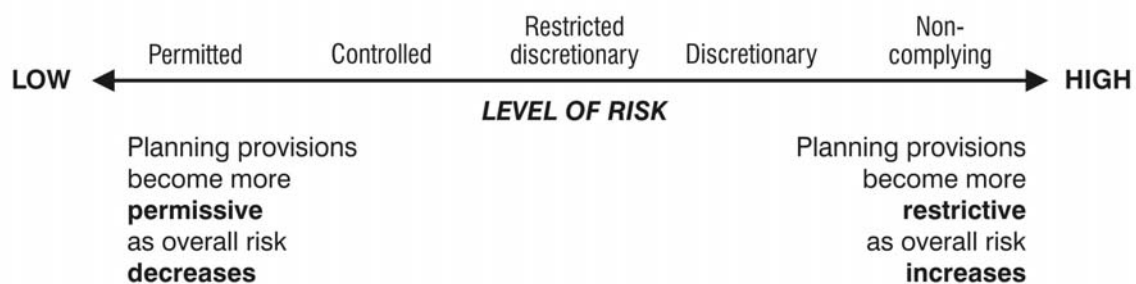 Permitted
Controlled
Restricted
discretionary
Discretionary
Non-
complying
LOW
HIGH
LEVEL OF RISK
Planning provisions
become more
permissive
as overall risk
decreases
Planning provisions
become more
restrictive
as overall risk
increases